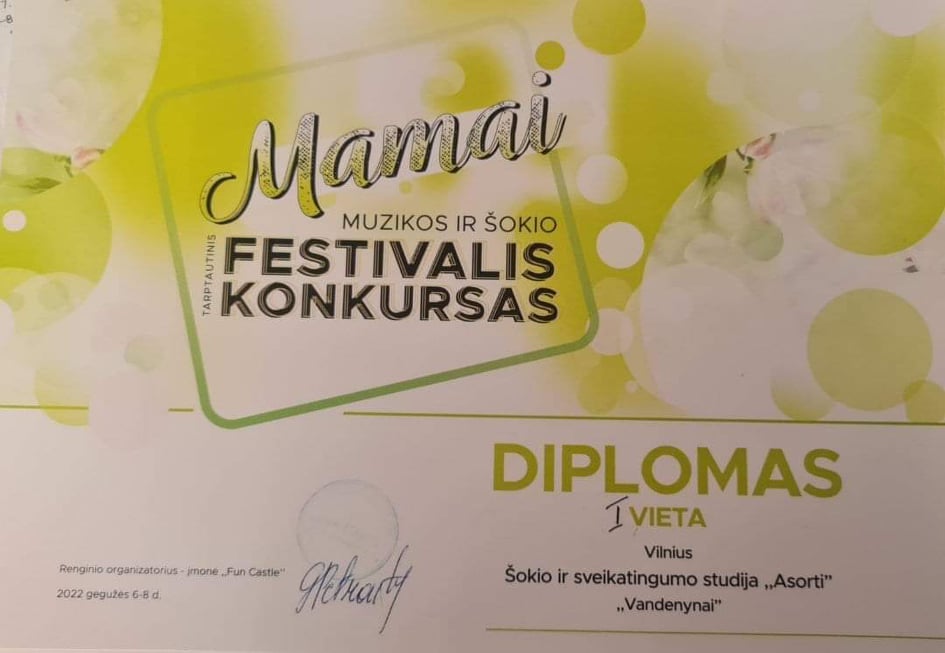 Mamai
MUZIKOS IR ŠOKIO
TARPTAUTINIS
FESTIVALIS
KONKURSAS
DIPLOMAS
I VIETA
Vilnius
Šokio ir sveikatingumo studija „Asorti”
„Vandenynai”
Renginio organizatorius - įmonė „Fun Castle”
2022 gegužės 6-8 d.